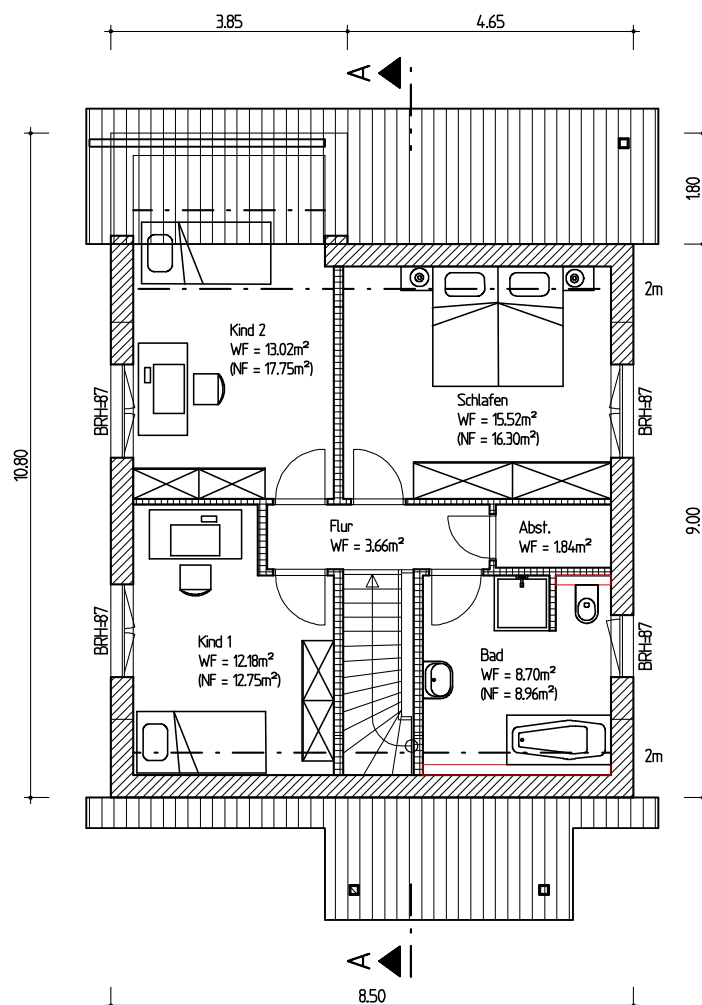 3.85
4.65
A
1.80
10.80
2m
Kind 2
WF = 13.02m²
(NF = 17.75m²)
BRH=87
Schlafen
WF = 15.52m²
(NF = 16.30m²)
BRH=87
Flur
WF = 3.66m²
Abst.
WF = 1.84m²
9.00
Kind 1
WF = 12.18m²
(NF = 12.75m²)
BRH=87
Bad
WF = 8.70m²
(NF = 8.96m²)
BRH=87
2m
A
8.50